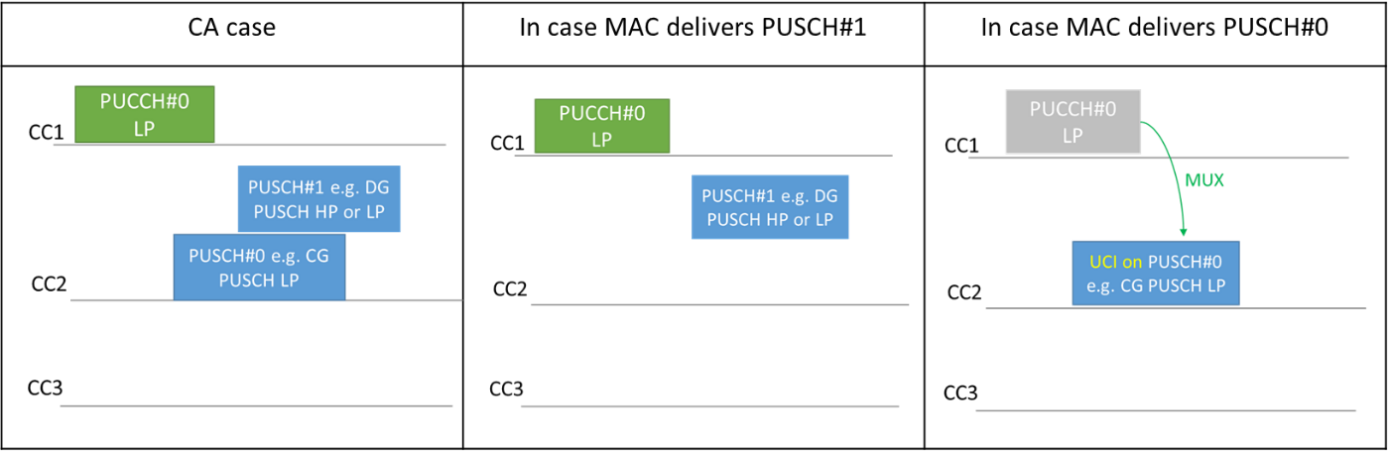 CA case
In case MAC delivers PUSCH#1
In case MAC delivers PUSCH#0
PUCCH#0
LP
CC1
PUSCH#1 e.g. DG
PUSCH HP or LP
PUSCH#0 e.g. CG
PUSCH LP
CC2
CC3
PUCCH#0
LP
CC1
PUSCH#1 e.g. DG
PUSCH HP or LP
CC2
CC3
PUCCH#0
LP
CC1
MUX
UCI on PUSCH#0
e.g. CG PUSCH LP
CC2
CC3